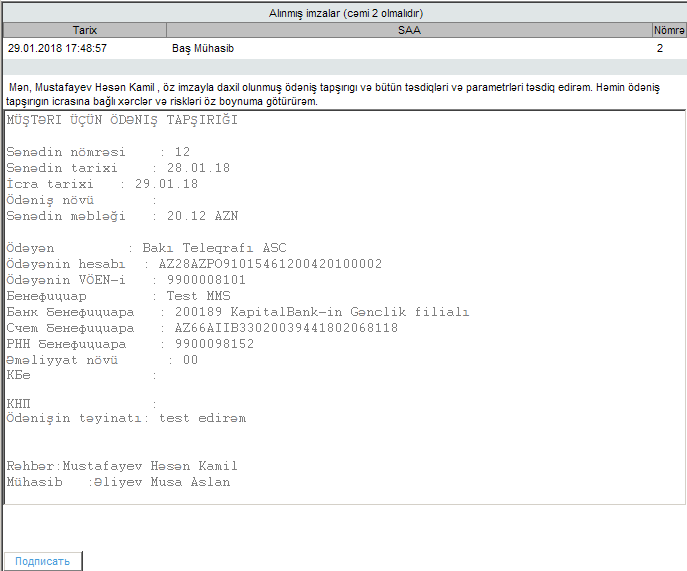 Alınmış imzalar (cəmi 2 olmalıdır)
Tarix SAA Nömrə
29.01.2018 17:48:57 Baş Mühasib 2
Mən, Mustafayev Həsən Kamil , öz imzayla daxil olunmuş ödəniş tapşırıgı və bütün təsdiqləri və parametrləri təsdiq edirəm. Həmin ödəniş
tapşırıgın icrasına bağlı xərclər və riskləri öz boynuma götürürəm.
MÜŞTƏRI ÜÇÜN ÖDƏNIŞ TAPŞIRIĞI
Sənədin nömrəsi : 12
Sənədin tarixi : 28.01.18
İcra tarixi : 29.01.18
Ödəniş növü :
Sənədin məbləği : 20.12 AZN
Ödəyən : Bakı Teleqrafı ASC
Ödəyənin hesabı : AZ28AZPO91015461200420100002
Ödəyənin VÖEN-i : 9900008101
Бенефициар : Test MMS
Банк Бенефициара : 200189 KapitalBank-in Gənclik filialı
Счет Бенефициара : AZ66AIIB33020039441802068118
РНН Бенефициара : 9900098152
Əməliyyat növü : 00
КБе :
КНП :
Ödənişin təyinatı: test edirəm
Rəhbər:Mustafayev Həsən Kamil
Mühasib :Əliyev Musa Aslan
Подписать